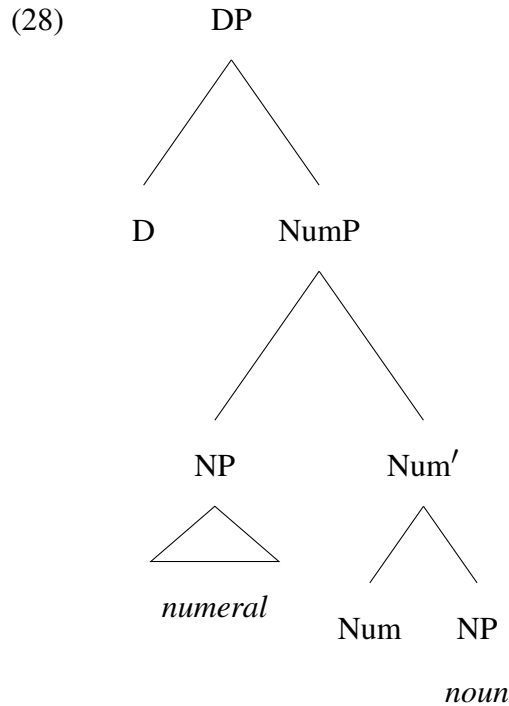 (28) DP
D NumP
NP Num′
numeral
Num NP
noun